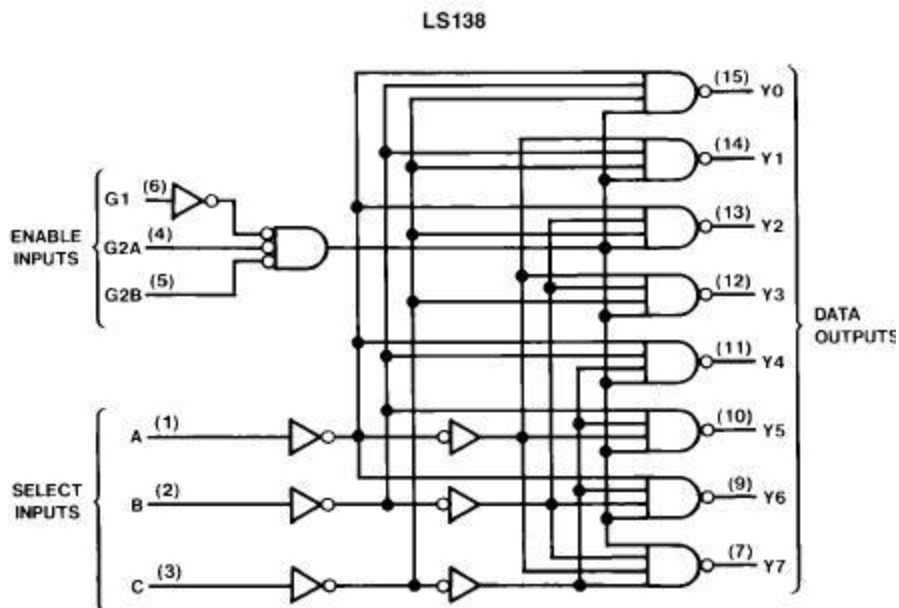 LS138
ENABLE
INPUTS
G1 (6)
G2A (4)
G2B (5)
SELECT
INPUTS
A (1)
B (2)
C (3)
(15) Y0
(14) Y1
(13) Y2
(12) Y3
(11) Y4
(10) Y5
(9) Y6
(7) Y7
DATA
OUTPUTS